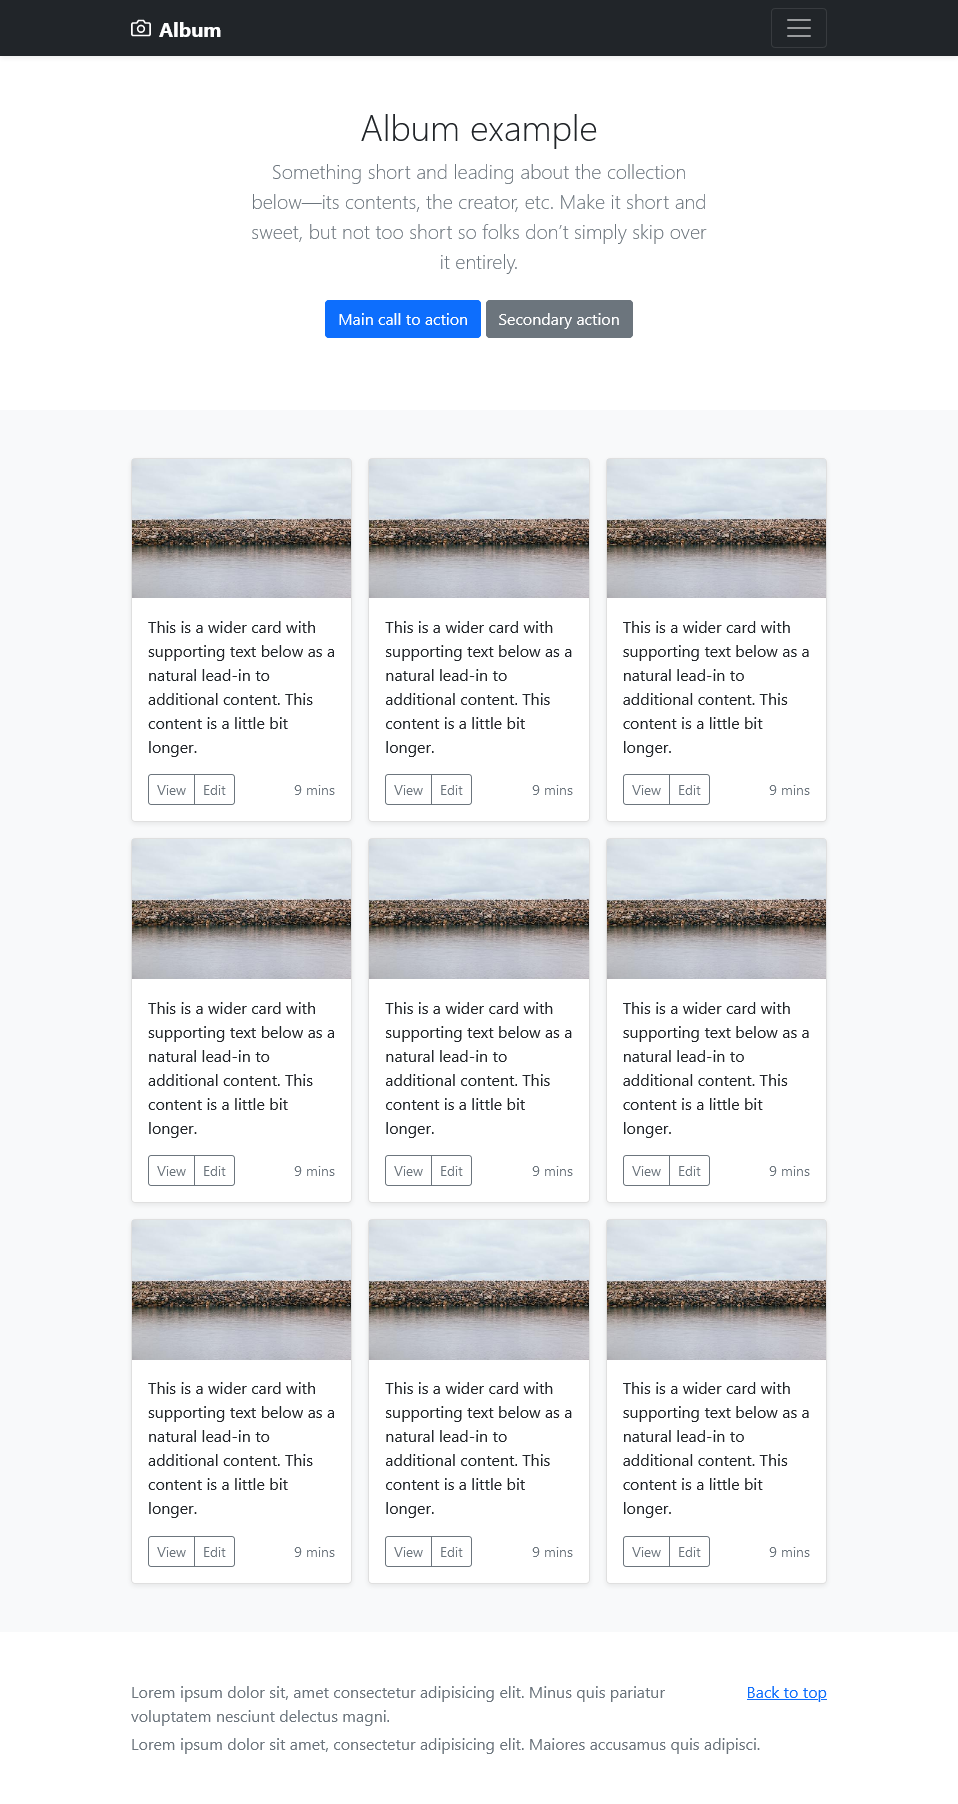 Album
Album example
Something short and leading about the collection
below—its contents, the creator, etc. Make it short and
sweet, but not too short so folks don’t simply skip over
it entirely.
Main call to action Secondary action
This is a wider card with
supporting text below as a
natural lead-in to
additional content. This
content is a little bit
longer.
View Edit 9 mins
This is a wider card with
supporting text below as a
natural lead-in to
additional content. This
content is a little bit
longer.
View Edit 9 mins
This is a wider card with
supporting text below as a
natural lead-in to
additional content. This
content is a little bit
longer.
View Edit 9 mins
This is a wider card with
supporting text below as a
natural lead-in to
additional content. This
content is a little bit
longer.
View Edit 9 mins
This is a wider card with
supporting text below as a
natural lead-in to
additional content. This
content is a little bit
longer.
View Edit 9 mins
This is a wider card with
supporting text below as a
natural lead-in to
additional content. This
content is a little bit
longer.
View Edit 9 mins
This is a wider card with
supporting text below as a
natural lead-in to
additional content. This
content is a little bit
longer.
View Edit 9 mins
This is a wider card with
supporting text below as a
natural lead-in to
additional content. This
content is a little bit
longer.
View Edit 9 mins
This is a wider card with
supporting text below as a
natural lead-in to
additional content. This
content is a little bit
longer.
View Edit 9 mins
Lorem ipsum dolor sit, amet consectetur adipisicing elit. Minus quis pariatur
voluptatem nesciunt delectus magni.
Back to top
Lorem ipsum dolor sit amet, consectetur adipisicing elit. Maiores accusamus quis adipisci.